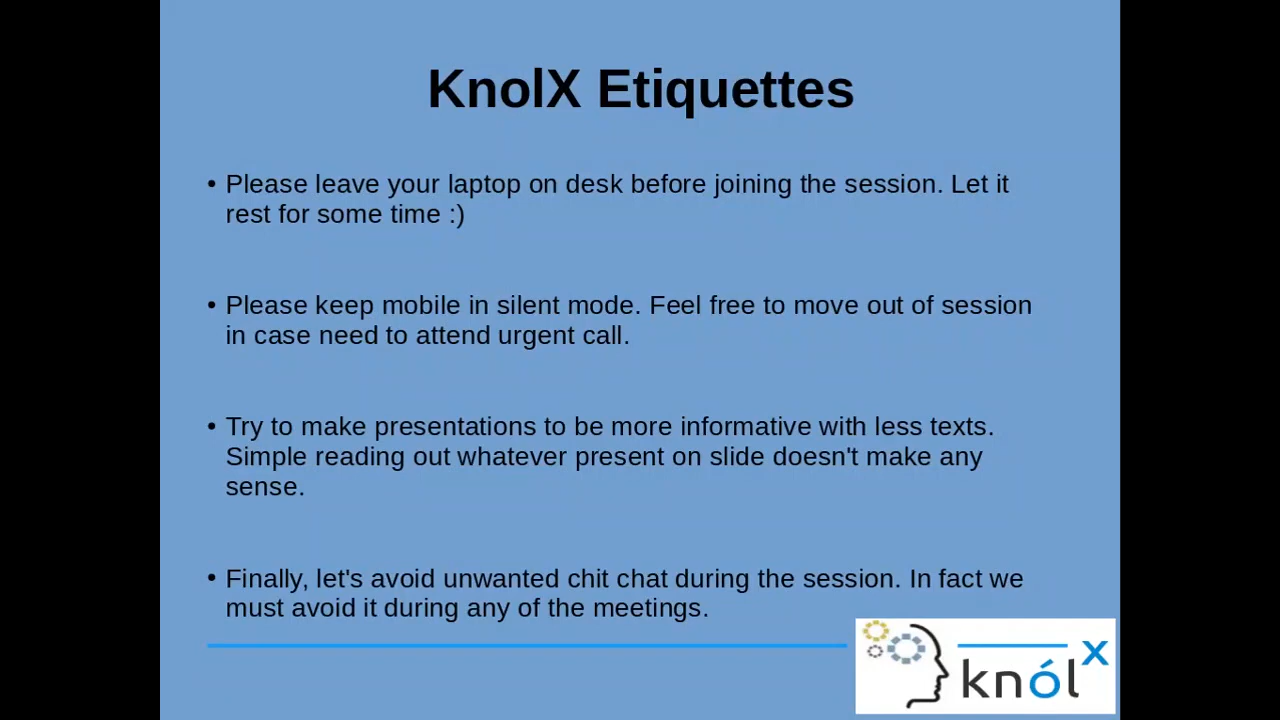 KnolX Etiquettes
• Please leave your laptop on desk before joining the session. Let it
rest for some time :)
• Please keep mobile in silent mode. Feel free to move out of session
in case need to attend urgent call.
• Try to make presentations to be more informative with less texts.
Simple reading out whatever present on slide doesn't make any
sense.
• Finally, let's avoid unwanted chit chat during the session. In fact we
must avoid it during any of the meetings.
knólx